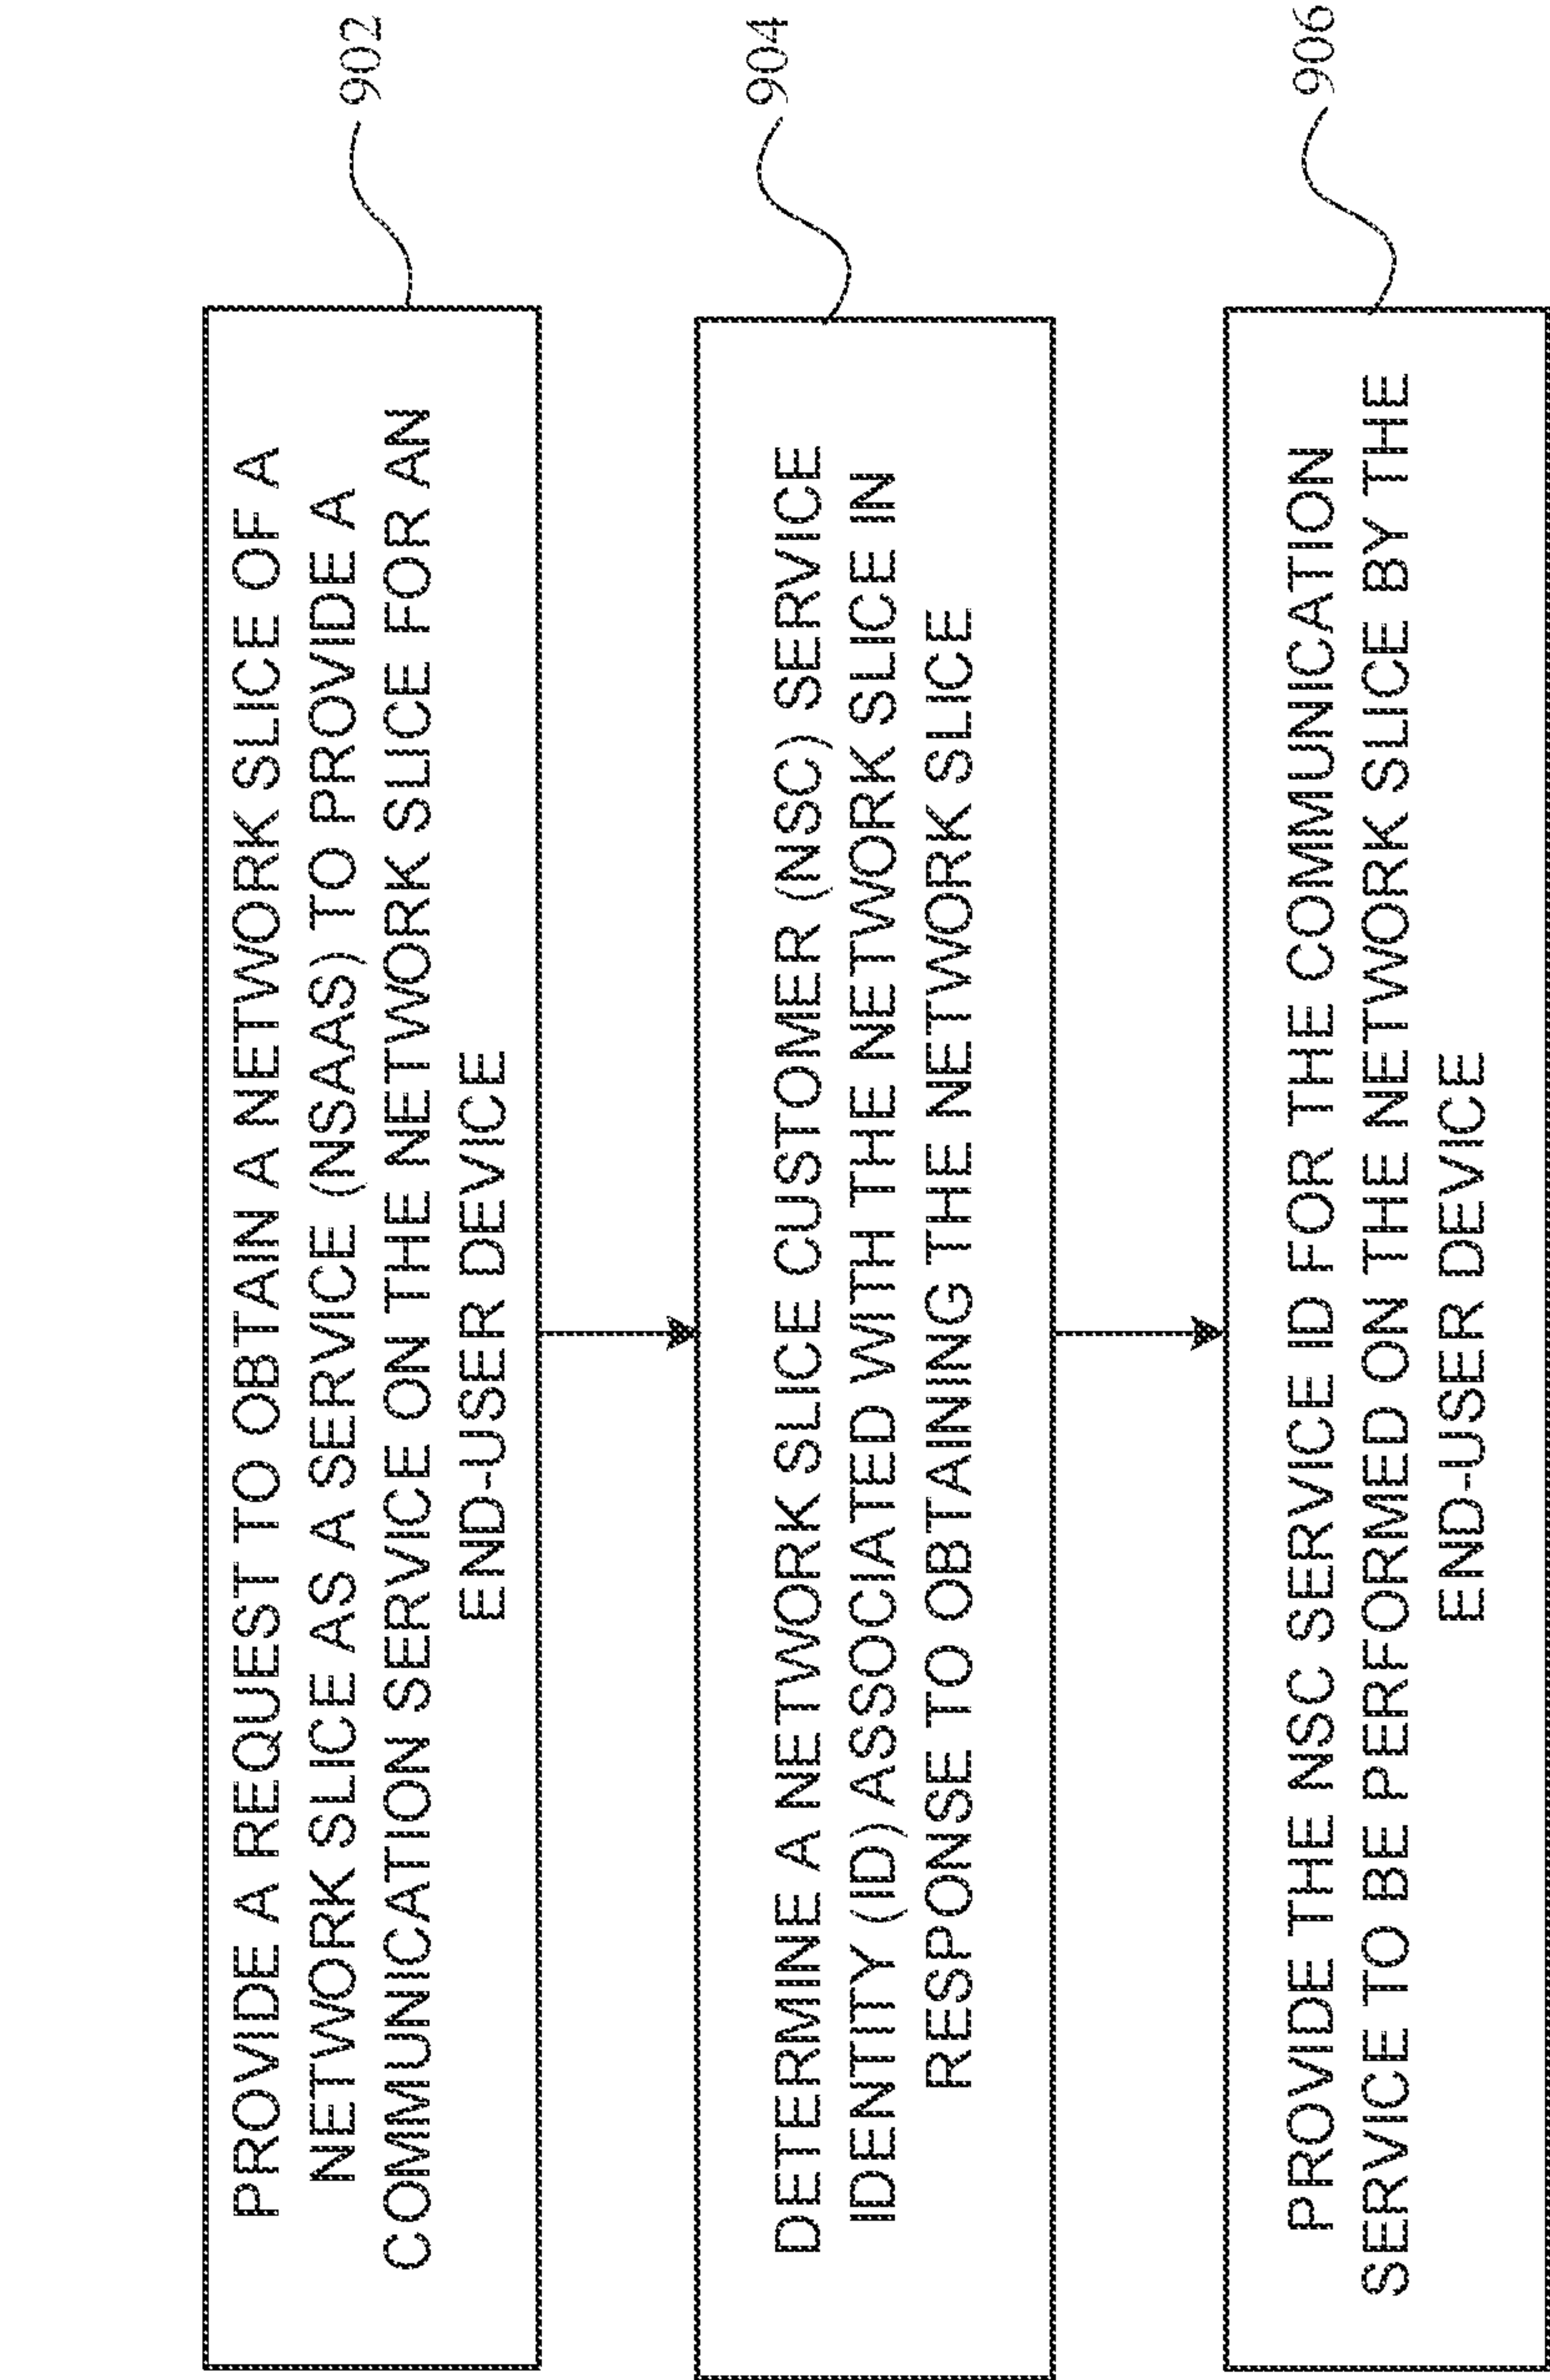 PROVIDE A REQUEST TO OBTAIN A NETWORK SLICE OF A
NETWORK SLICE AS A SERVICE (NSAAS) TO PROVIDE A
COMMUNICATION SERVICE ON THE NETWORK SLICE FOR AN
END-USER DEVICE
902
DETERMINE A NETWORK SLICE CUSTOMER (NSC) SERVICE
IDENTITY (ID) ASSOCIATED WITH THE NETWORK SLICE IN
RESPONSE TO OBTAINING THE NETWORK SLICE
904
PROVIDE THE NSC SERVICE ID FOR THE COMMUNICATION
SERVICE TO BE PERFORMED ON THE NETWORK SLICE BY THE
END-USER DEVICE
906